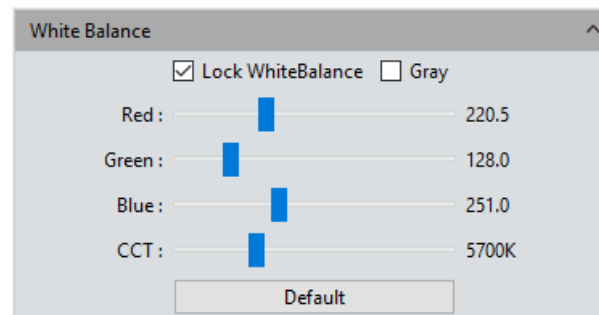 White Balance
Lock WhiteBalance Gray
Red : 220.5
Green : 128.0
Blue : 251.0
CCT : 5700K
Default